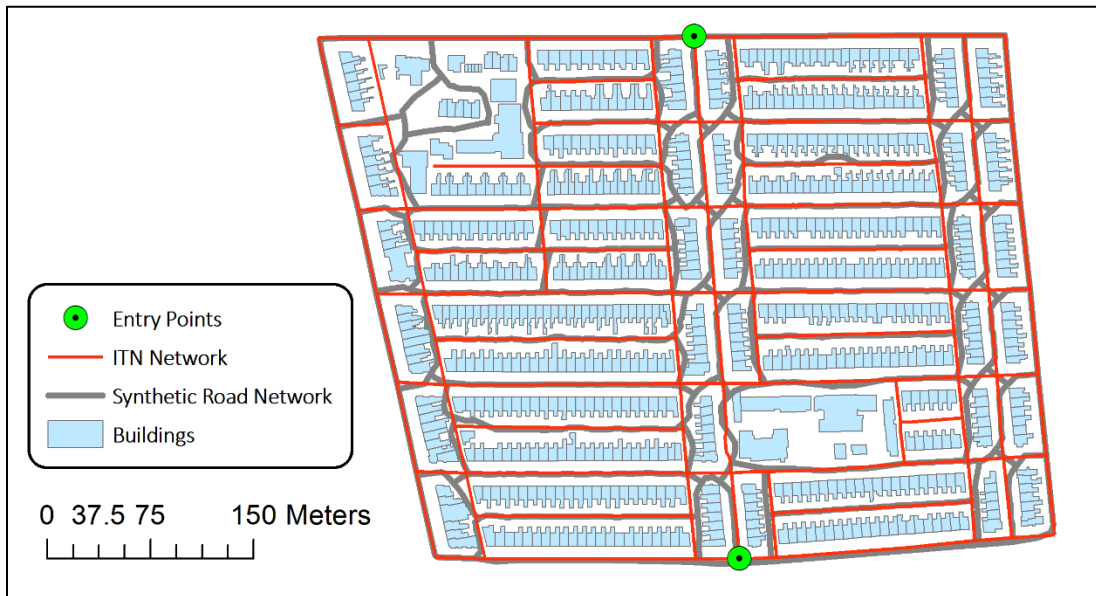 Entry Points
ITN Network
Synthetic Road Network
Buildings
0 37.5 75 150 Meters